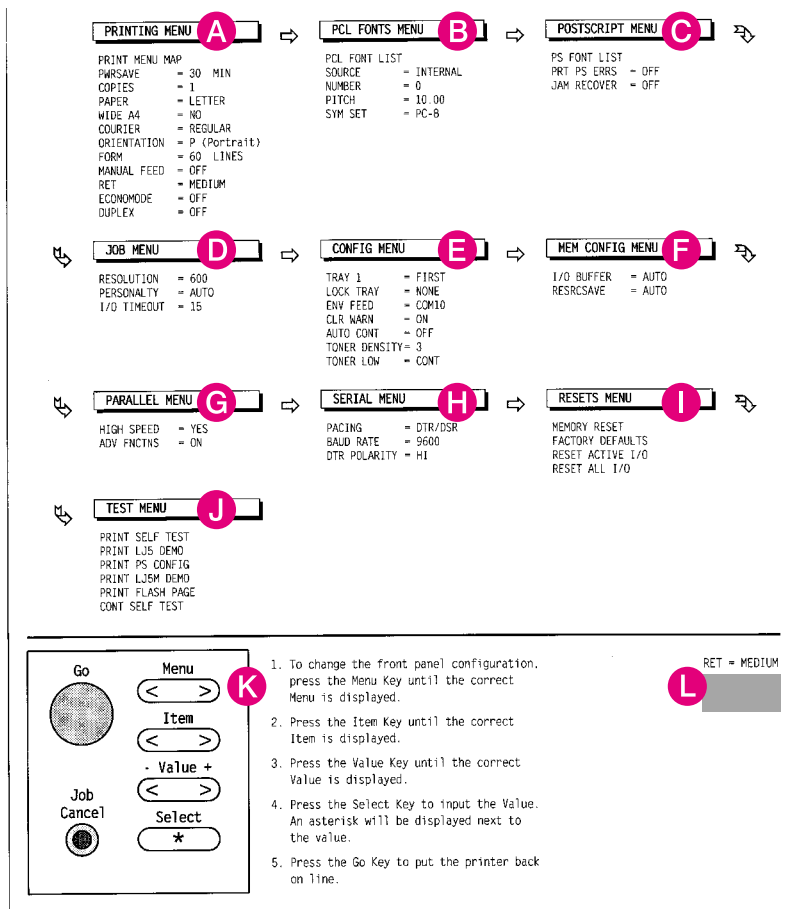 PRINTING MENU A
PRINT MENU MAP
PWRSAVE = 30 MIN
COPIES = 1
PAPER = LETTER
WIDE A4 = NO
COURIER = REGULAR
ORIENTATION = P (Portrait)
FORM = 60 LINES
MANUAL FEED = OFF
RET = MEDIUM
ECONOMODE = OFF
DUPLEX = OFF
PCL FONTS MENU B
PCL FONT LIST
SOURCE = INTERNAL
NUMBER = 0
PITCH = 10.00
SYM SET = PC-8
POSTSCRIPT MENU C
PS FONT LIST
PRT PS ERRS = OFF
JAM RECOVER = OFF
JOB MENU D
RESOLUTION = 600
PERSONALTY = AUTO
I/O TIMEOUT = 15
CONFIG MENU E
TRAY 1 = FIRST
LOCK TRAY = NONE
ENV FEED = COM10
CLR WARN = ON
AUTO CONT = OFF
TONER DENSITY= 3
TONER LOW = CONT
MEM CONFIG MENU F
I/O BUFFER = AUTO
RESRCSAVE = AUTO
PARALLEL MENU G
HIGH SPEED = YES
ADV FNCTNS = ON
SERIAL MENU H
PACING = DTR/DSR
BAUD RATE = 9600
DTR POLARITY = HI
RESETS MENU I
MEMORY RESET
FACTORY DEFAULTS
RESET ACTIVE I/O
RESET ALL I/O
TEST MENU J
PRINT SELF TEST
PRINT LJ5 DEMO
PRINT PS CONFIG
PRINT LJ5M DEMO
PRINT FLASH PAGE
CONT SELF TEST
Go
Menu
< >
K
Item
< >
- Value +
< >
Job
Cancel
Select
*
1. To change the front panel configuration,
press the Menu Key until the correct
Menu is displayed.
2. Press the Item Key until the correct
Item is displayed.
3. Press the Value Key until the correct
Value is displayed.
4. Press the Select Key to input the Value.
An asterisk will be displayed next to
the value.
5. Press the Go Key to put the printer back
on line.
RET = MEDIUM
L